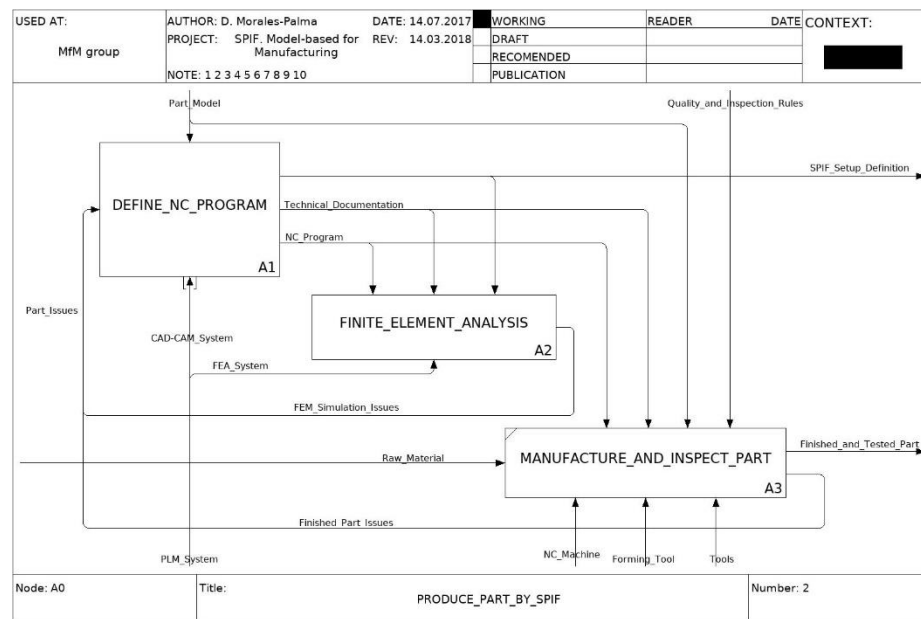 USED AT:
MfM group
AUTHOR: D. Morales-Palma
DATE: 14.07.2017
PROJECT: SPIF. Model-based for
Manufacturing
REV: 14.03.2018
NOTE: 1 2 3 4 5 6 7 8 9 10
WORKING
DRAFT
RECOMENDED
PUBLICATION
READER
DATE
CONTEXT:
Part_Model
Quality_and_Inspection_Rules
SPIF_Setup_Definition
DEFINE_NC_PROGRAM
A1
Technical_Documentation
NC_Program
Part_Issues
CAD-CAM_System
FINITE_ELEMENT_ANALYSIS
A2
FEA_System
FEM_Simulation_Issues
Finished_and_Tested_Part
Raw_Material
MANUFACTURE_AND_INSPECT_PART
A3
Finished_Part_Issues
PLM_System
NC_Machine
Forming_Tool
Tools
Node: A0
Title:
PRODUCE_PART_BY_SPIF
Number: 2